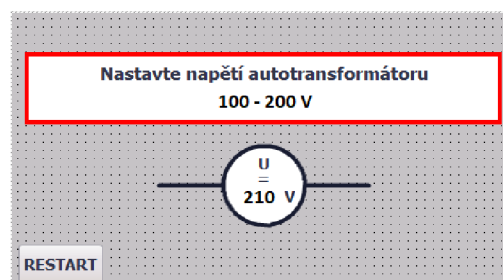 Nastavte napětí autotransformátoru
100 - 200 V
U
=
210 V
RESTART